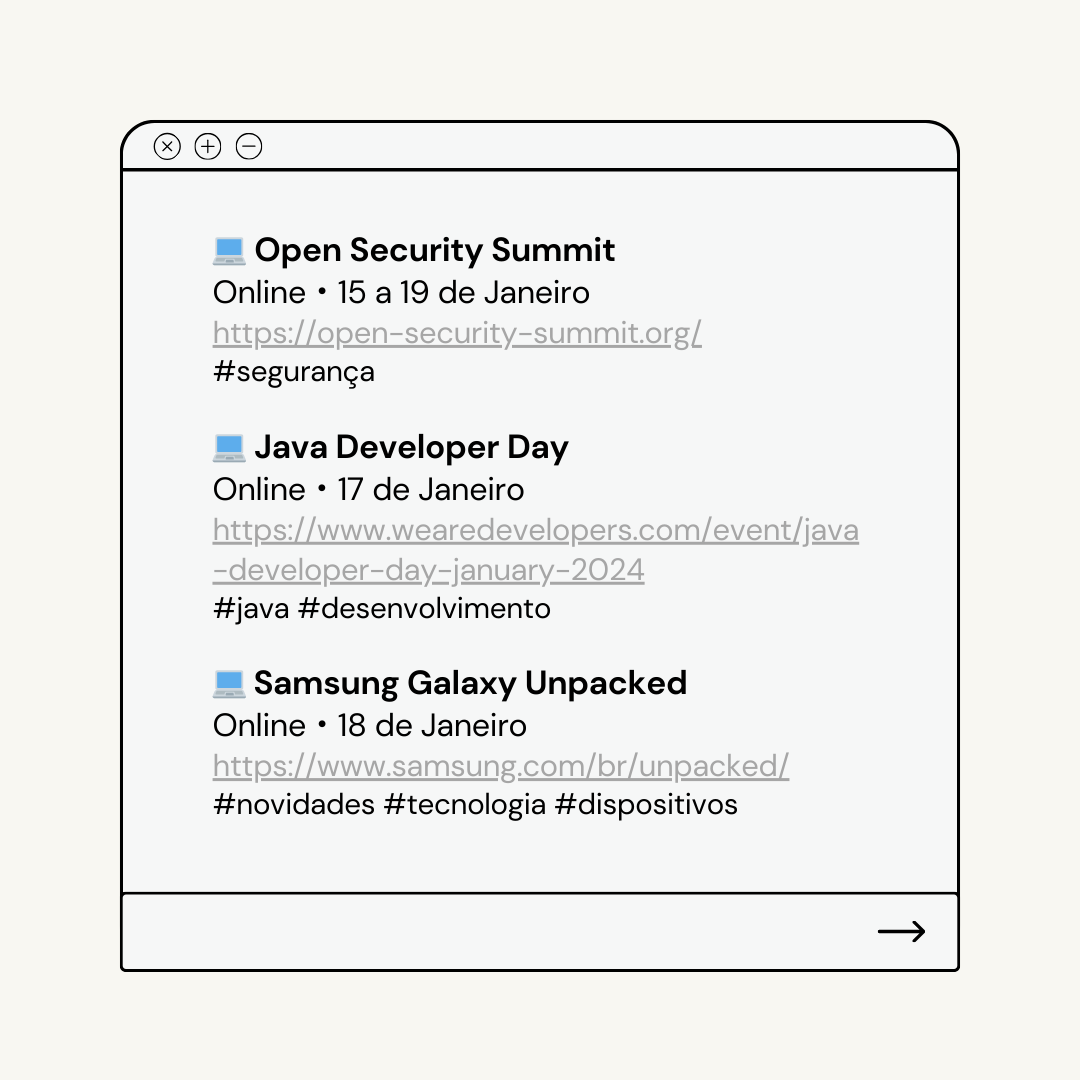 💻 Open Security Summit
Online • 15 a 19 de Janeiro
https://open-security-summit.org/
#segurança
💻 Java Developer Day
Online • 17 de Janeiro
https://www.wearedevelopers.com/event/java
-developer-day-january-2024
#java #desenvolvimento
💻 Samsung Galaxy Unpacked
Online • 18 de Janeiro
https://www.samsung.com/br/unpacked/
#novidades #tecnologia #dispositivos